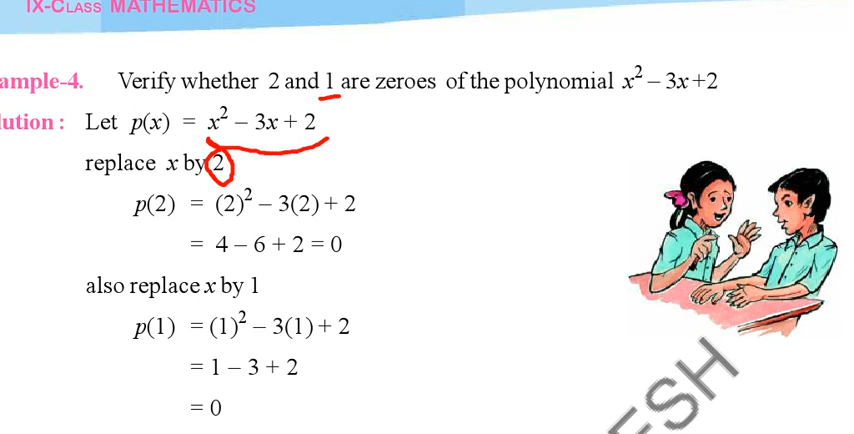 IX-CLASS MATHEMATICS
ample-4. Verify whether 2 and 1 are zeroes of the polynomial x² – 3x +2
lution : Let p(x) = x² – 3x + 2
replace x by 2
p(2) = (2)² – 3(2) + 2
= 4 – 6 + 2 = 0
also replace x by 1
p(1) = (1)² – 3(1) + 2
= 1 – 3 + 2
= 0
ESH